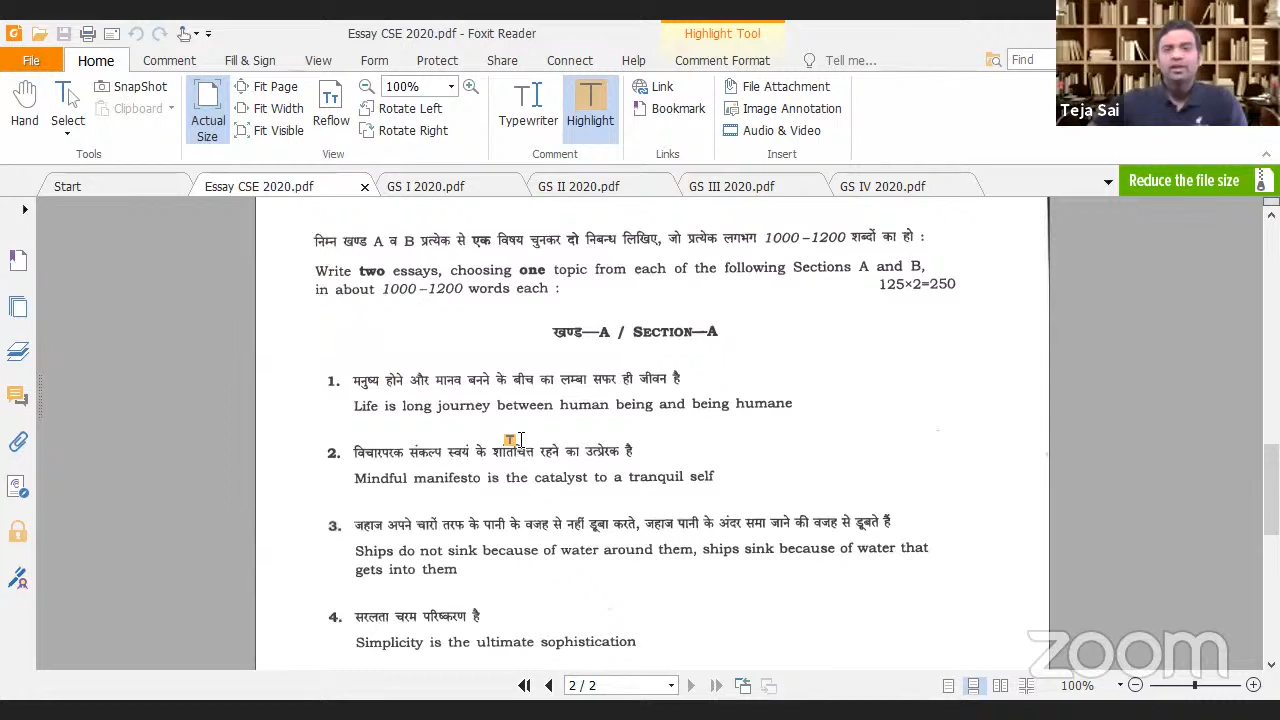 Essay CSE 2020.pdf - Foxit Reader
Highlight Tool
File
Home
Comment
Fill & Sign
View
Form
Protect
Share
Connect
Help
Comment Format
Tell me...
Find
Hand
Select
SnapShot
Clipboard
Actual
Size
Fit Page
Fit Width
Fit Visible
Reflow
100%
Rotate Left
Rotate Right
Typewriter
Highlight
Link
Bookmark
File Attachment
Image Annotation
Audio & Video
Tools
View
Comment
Links
Insert
Teja Sai
Start
Essay CSE 2020.pdf
GS I 2020.pdf
GS II 2020.pdf
GS III 2020.pdf
GS IV 2020.pdf
Reduce the file size
निम्न खण्ड A व B प्रत्येक से एक विषय चुनकर दो निबन्ध लिखिए, जो प्रत्येक लगभग 1000–1200 शब्दों का हो :
Write two essays, choosing one topic from each of the following Sections A and B,
in about 1000–1200 words each : 125×2=250
खण्ड—A / SECTION—A
1. मनुष्य होने और मानव बनने के बीच का लम्बा सफर ही जीवन है
Life is long journey between human being and being humane
2. विचारपरक संकल्प स्वयं के शांतचित्त रहने का उत्प्रेरक है
Mindful manifesto is the catalyst to a tranquil self
3. जहाज अपने चारों तरफ के पानी के वजह से नहीं डूबा करते, जहाज पानी के अंदर समा जाने की वजह से डूबते हैं
Ships do not sink because of water around them, ships sink because of water that
gets into them
4. सरलता चरम परिष्करण है
Simplicity is the ultimate sophistication
zoom
2 / 2
100%